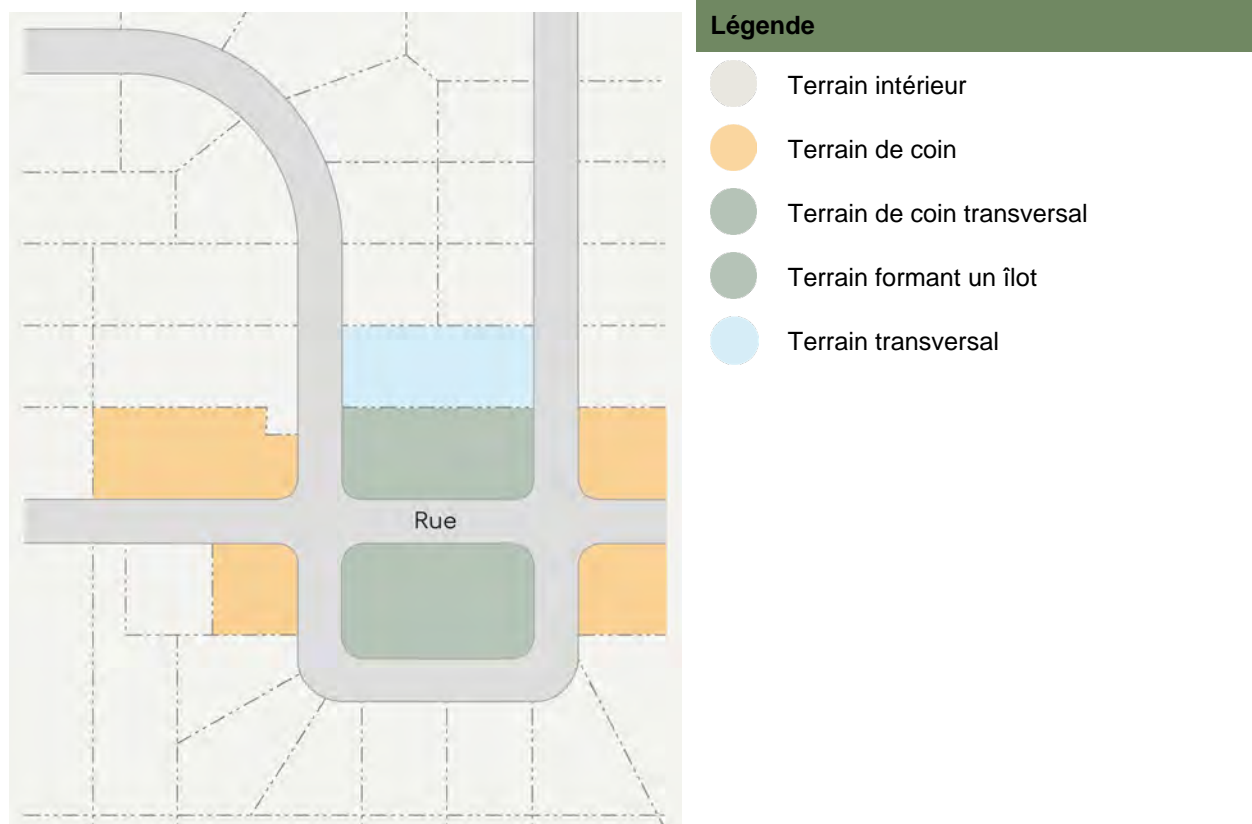 Légende
Terrain intérieur
Terrain de coin
Terrain de coin transversal
Terrain formant un îlot
Terrain transversal
Rue